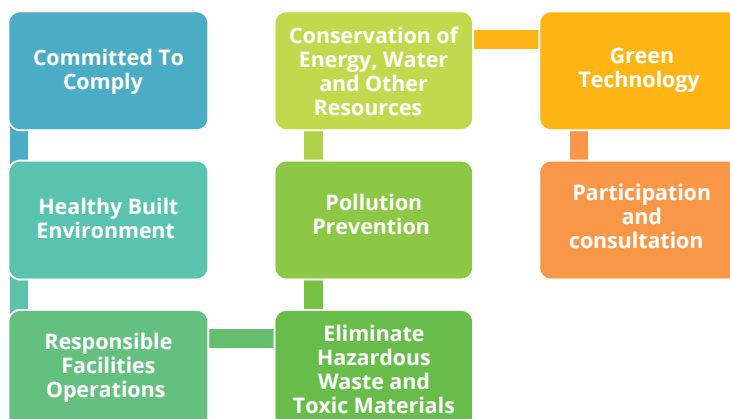 Committed To
Comply
Healthy Built
Environment
Responsible
Facilities
Operations
Eliminate
Hazardous
Waste and
Toxic Materials
Pollution
Prevention
Conservation of
Energy, Water
and Other
Resources
Green
Technology
Participation
and
consultation